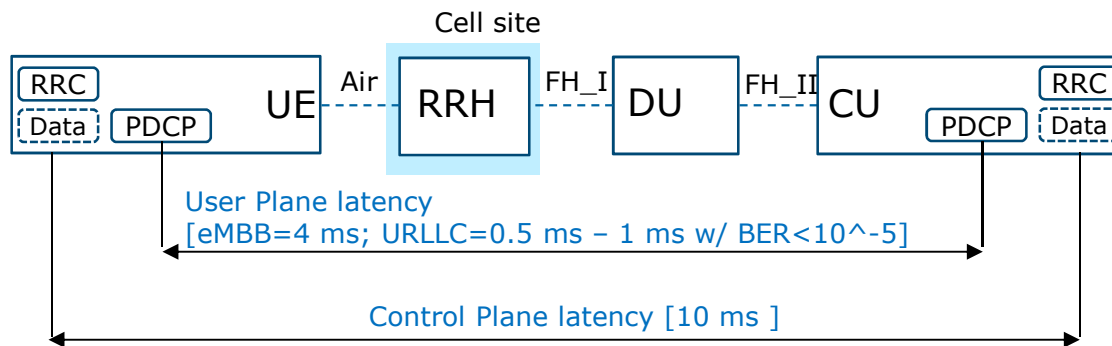 Cell site
RRC
Data
PDCP
UE
Air
RRH
FH_I
DU
FH_II
CU
PDCP
RRC
Data
User Plane latency
[eMBB=4 ms; URLLC=0.5 ms – 1 ms w/ BER<10^-5]
Control Plane latency [10 ms ]